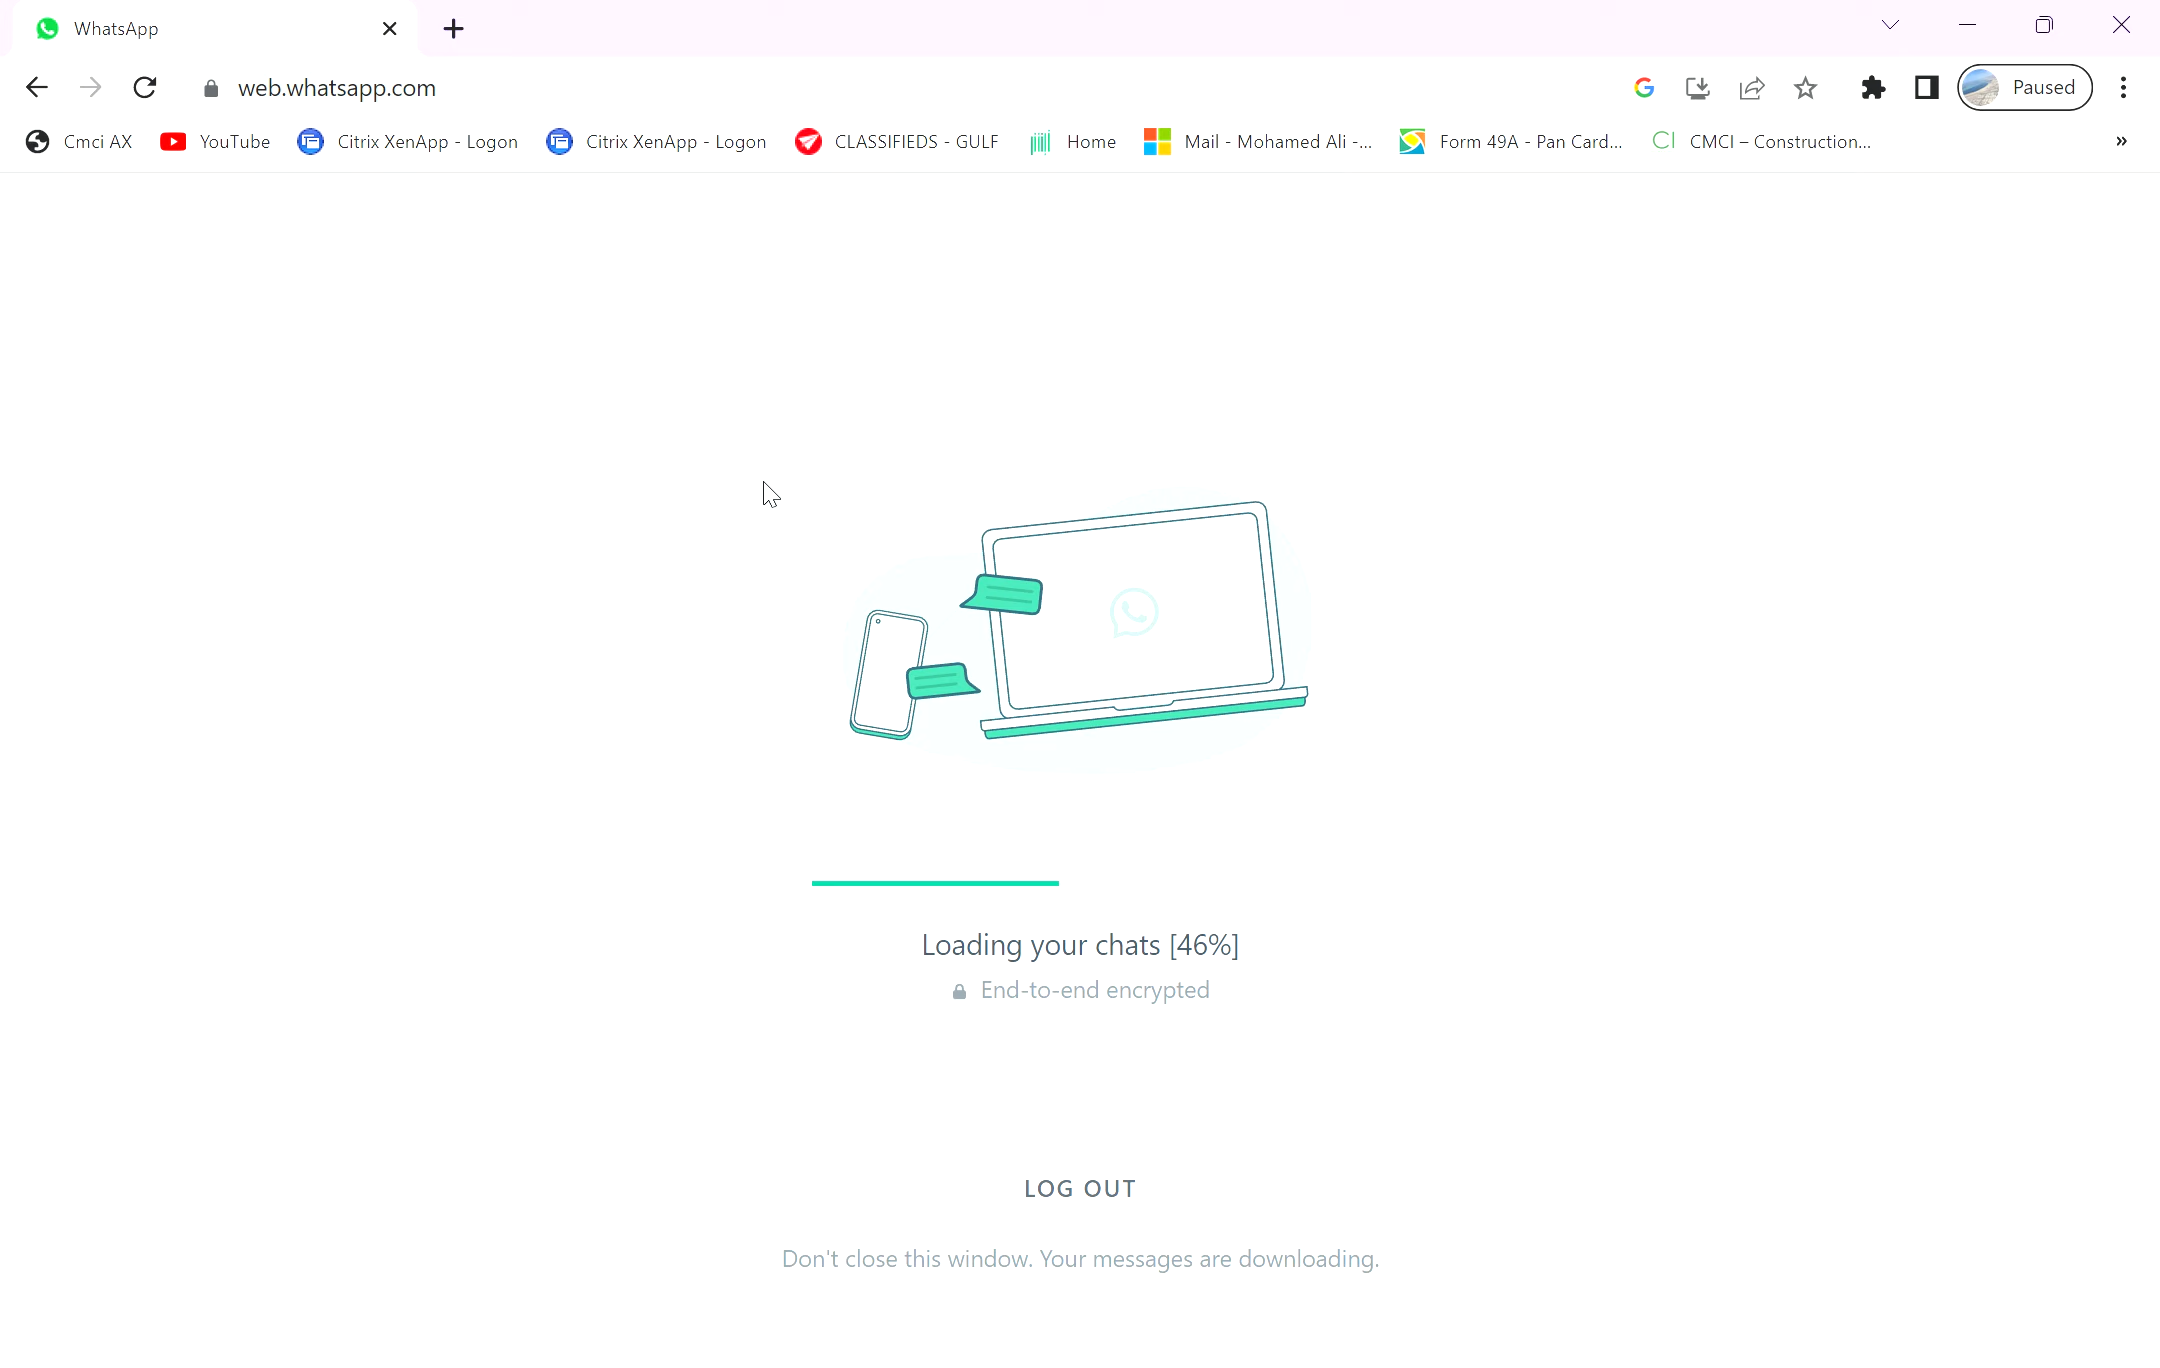 WhatsApp
web.whatsapp.com
Paused
Cmci AX YouTube Citrix XenApp - Logon Citrix XenApp - Logon CLASSIFIEDS - GULF Home Mail - Mohamed Ali -... Form 49A - Pan Card... CI CMCI – Construction... »
Loading your chats [46%]
End-to-end encrypted
LOG OUT
Don't close this window. Your messages are downloading.